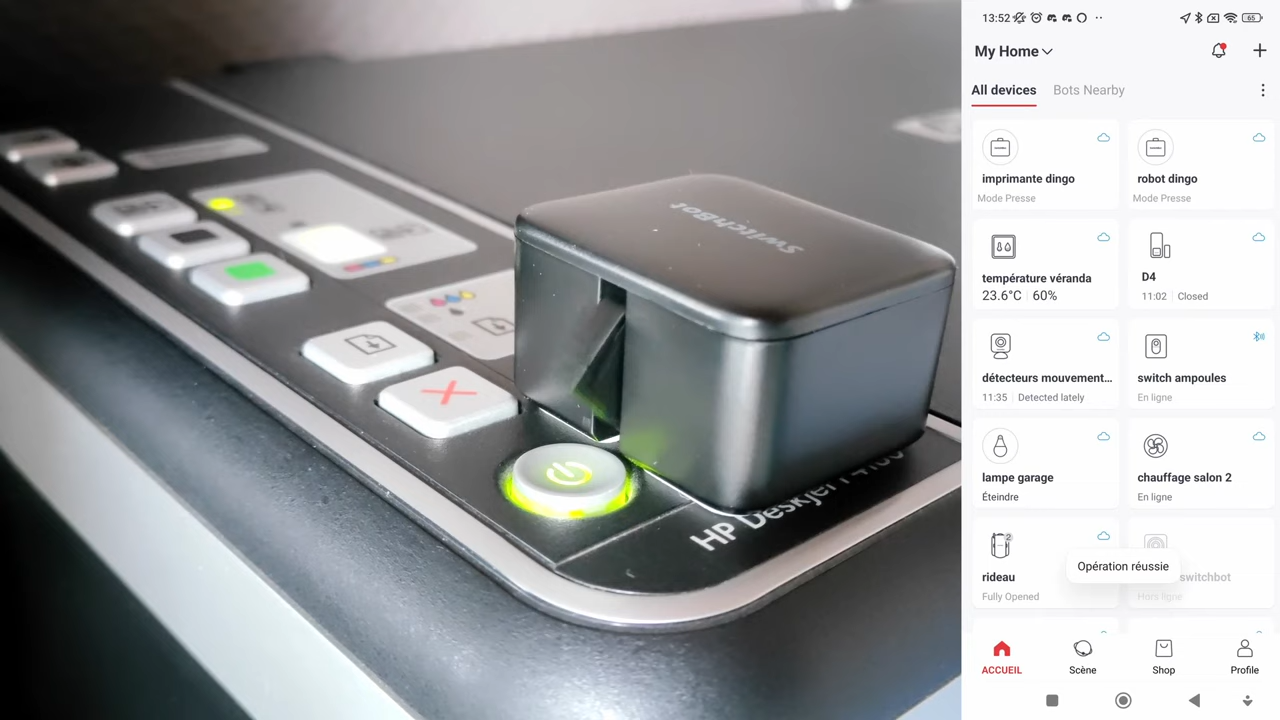 SwitchBot
HP Deskjet F4180
13:52
65
My Home
All devices
Bots Nearby
imprimante dingo
Mode Presse
robot dingo
Mode Presse
température véranda
23.6°C 60%
D4
11:02 Closed
détecteurs mouvement...
11:35 Detected lately
switch ampoules
En ligne
lampe garage
Éteindre
chauffage salon 2
En ligne
2
rideau
Fully Opened
switchbot
Hors ligne
Opération réussie
ACCUEIL
Scène
Shop
Profile